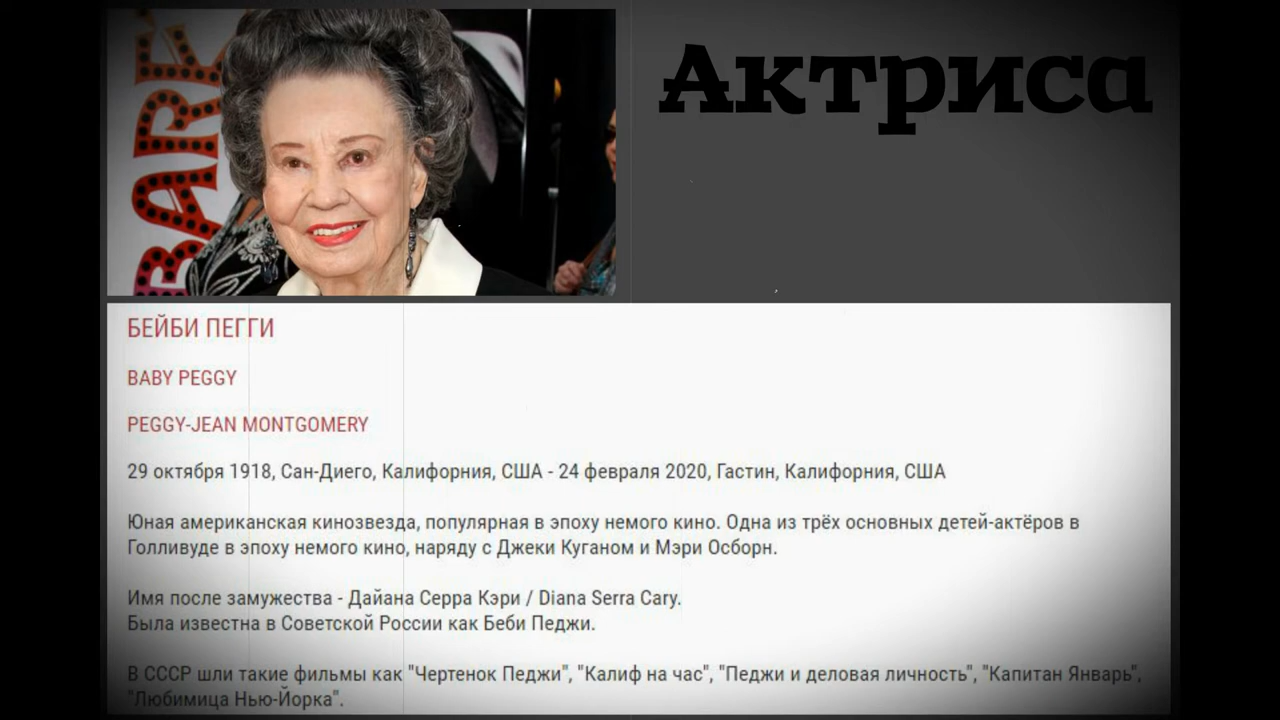 Актриса
БЕЙБИ ПЕГГИ
BABY PEGGY
PEGGY-JEAN MONTGOMERY
29 октября 1918, Сан-Диего, Калифорния, США - 24 февраля 2020, Гастин, Калифорния, США
Юная американская кинозвезда, популярная в эпоху немого кино. Одна из трёх основных детей-актёров в
Голливуде в эпоху немого кино, наряду с Джеки Куганом и Мэри Осборн.
Имя после замужества - Дайана Серра Кэри / Diana Serra Cary.
Была известна в Советской России как Беби Педжи.
В СССР шли такие фильмы как "Чертенок Педжи", "Калиф на час", "Педжи и деловая личность", "Капитан Январь",
"Любимица Нью-Йорка".